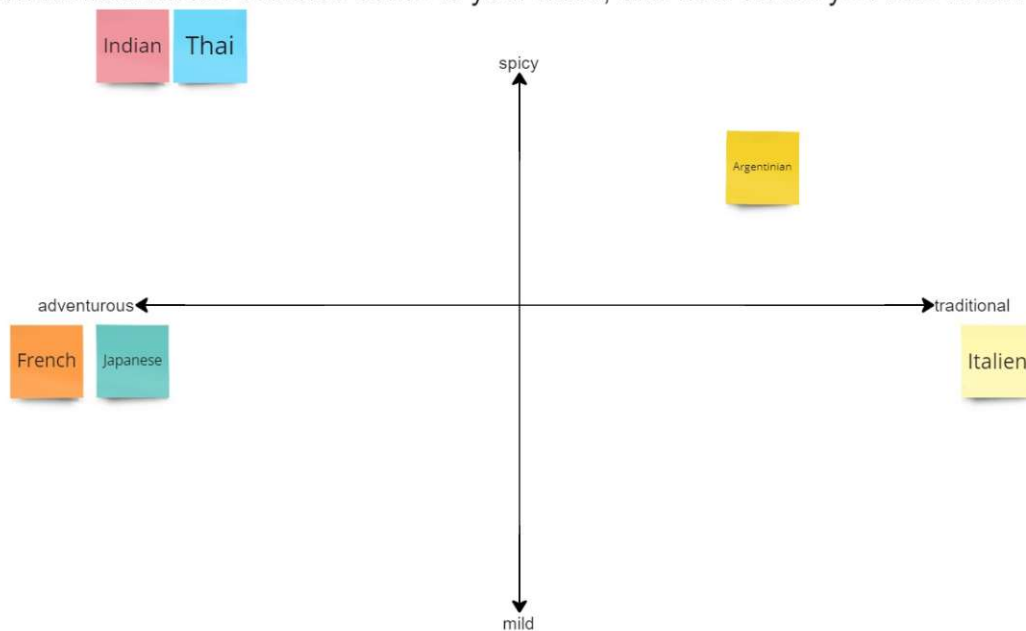 Indian
Thai
spicy
Argentinian
adventurous
traditional
French
Japanese
Italien
mild